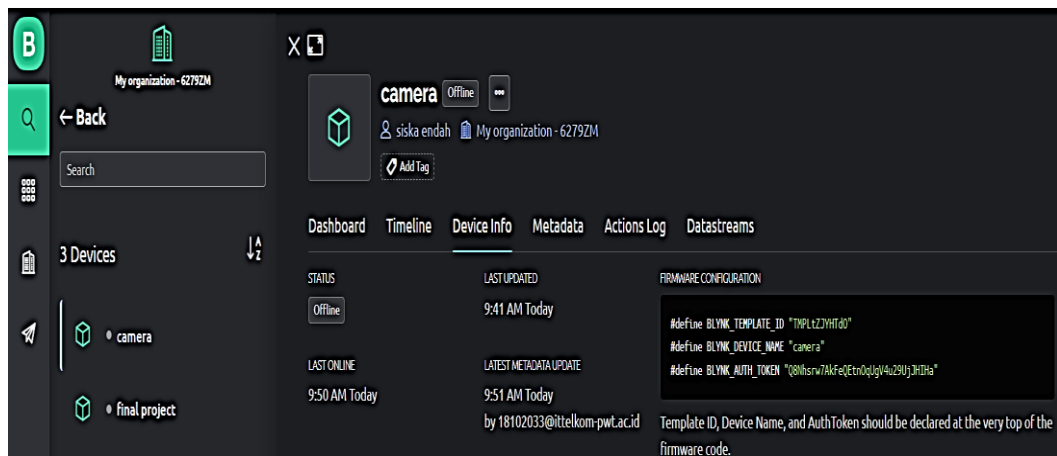 B
My organization - 6279ZM
← Back
Search
3 Devices
camera
final project
camera Offline
siska endah My organization - 6279ZM
Add Tag
Dashboard Timeline Device Info Metadata Actions Log Datastreams
STATUS
Offline
LAST UPDATED
9:41 AM Today
FIRMWARE CONFIGURATION
#define BLYNK_TEMPLATE_ID "TMPLtZJYHTdO"
#define BLYNK_DEVICE_NAME "camera"
#define BLYNK_AUTH_TOKEN
LAST ONLINE
9:50 AM Today
LATEST METADATA UPDATE
9:51 AM Today
by 18102033@ittelkom-pwt.ac.id
Template ID, Device Name, and AuthToken should be declared at the very top of the
firmware code.